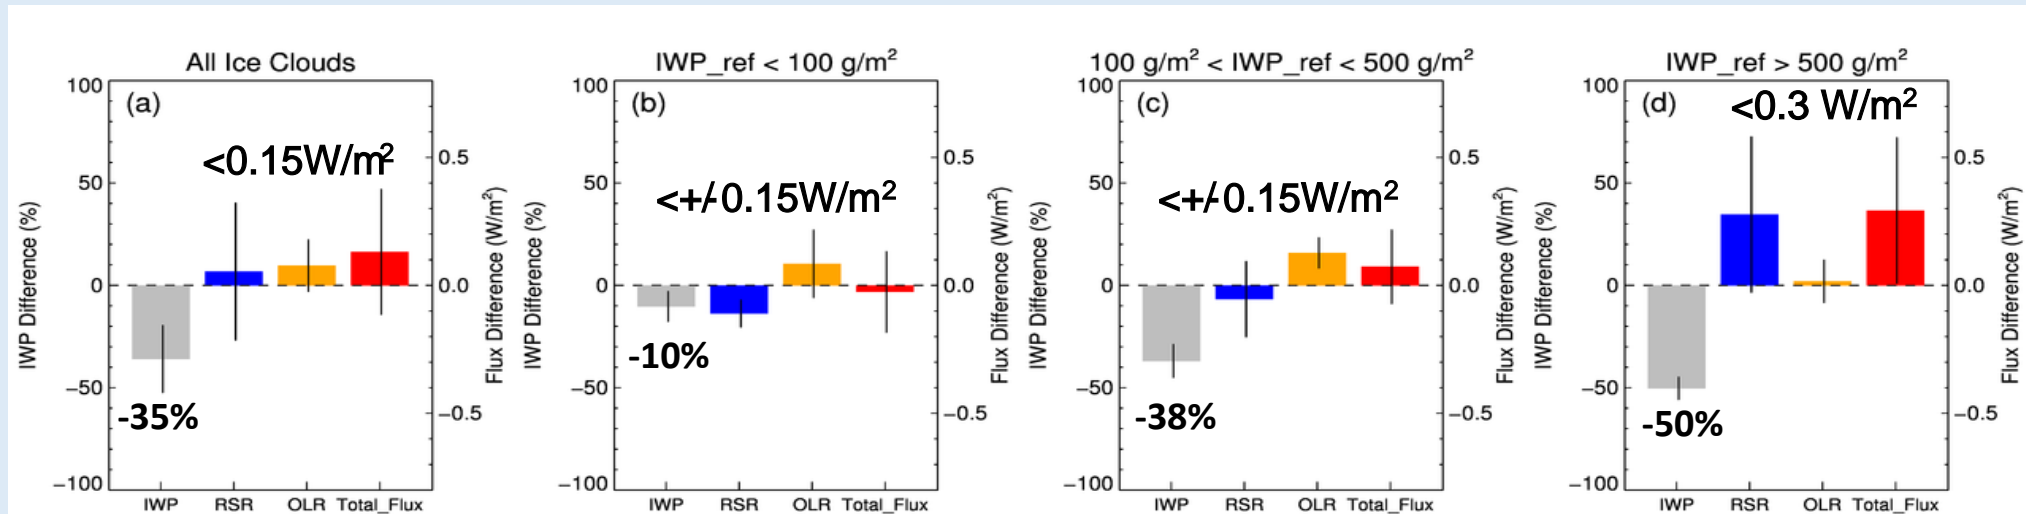 All Ice Clouds
(a)
<0.15W/m²
IWP Difference (%)
100
50
0
−50
−100
0.5
0.0
−0.5
Flux Difference (W/m²)
-35%
IWP RSR OLR Total_Flux
IWP_ref < 100 g/m²
(b)
<+/-0.15W/m²
IWP Difference (%)
100
50
0
−50
−100
0.5
0.0
−0.5
Flux Difference (W/m²)
-10%
IWP RSR OLR Total_Flux
100 g/m² < IWP_ref < 500 g/m²
(c)
<+/-0.15W/m²
IWP Difference (%)
100
50
0
−50
−100
0.5
0.0
−0.5
Flux Difference (W/m²)
-38%
IWP RSR OLR Total_Flux
IWP_ref > 500 g/m²
(d)
<0.3 W/m²
IWP Difference (%)
100
50
0
−50
−100
0.5
0.0
−0.5
Flux Difference (W/m²)
-50%
IWP RSR OLR Total_Flux